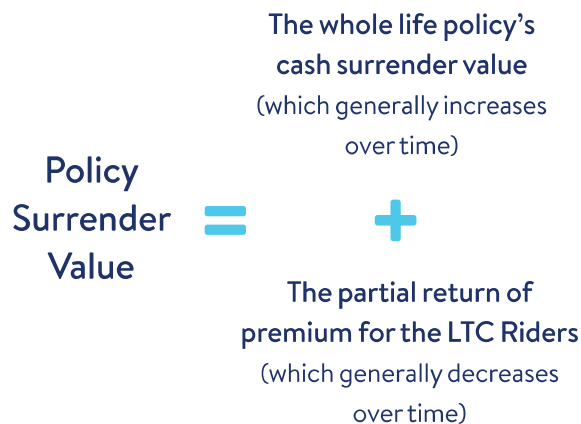 Policy
Surrender
Value
=
The whole life policy’s
cash surrender value
(which generally increases
over time)
+
The partial return of
premium for the LTC Riders
(which generally decreases
over time)